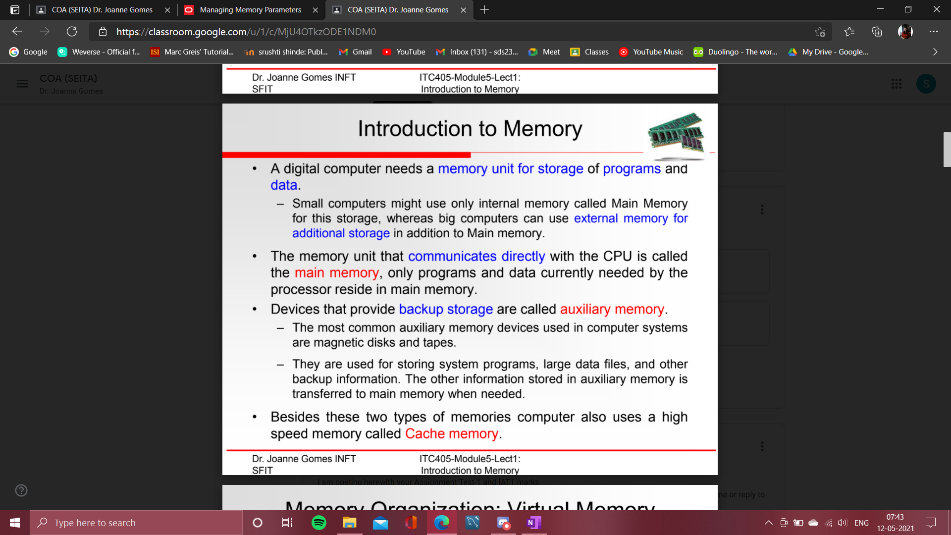 COA (SEITA) Dr. Joanne Gomes
Managing Memory Parameters
COA (SEITA) Dr. Joanne Gomes
https://classroom.google.com/u/1/c/MjU4OTkzODE1NDM0
Google
Weverse - Official f...
Marc Greis' Tutorial...
srushti shinde: Publ...
Gmail
YouTube
Inbox (131) - sds23...
Meet
Classes
YouTube Music
Duolingo - The wor...
My Drive - Google...
COA (SEITA)
Dr. Joanne Gomes
S
Dr. Joanne Gomes INFT ITC405-Module5-Lect1:
SFIT Introduction to Memory
Introduction to Memory
• A digital computer needs a memory unit for storage of programs and
data.
– Small computers might use only internal memory called Main Memory
for this storage, whereas big computers can use external memory for
additional storage in addition to Main memory.
• The memory unit that communicates directly with the CPU is called
the main memory, only programs and data currently needed by the
processor reside in main memory.
• Devices that provide backup storage are called auxiliary memory.
– The most common auxiliary memory devices used in computer systems
are magnetic disks and tapes.
– They are used for storing system programs, large data files, and other
backup information. The other information stored in auxiliary memory is
transferred to main memory when needed.
• Besides these two types of memories computer also uses a high
speed memory called Cache memory.
Dr. Joanne Gomes INFT ITC405-Module5-Lect1:
SFIT Introduction to Memory
Memory Organization: Virtual Memory
Type here to search
ENG
07:43
12-05-2021